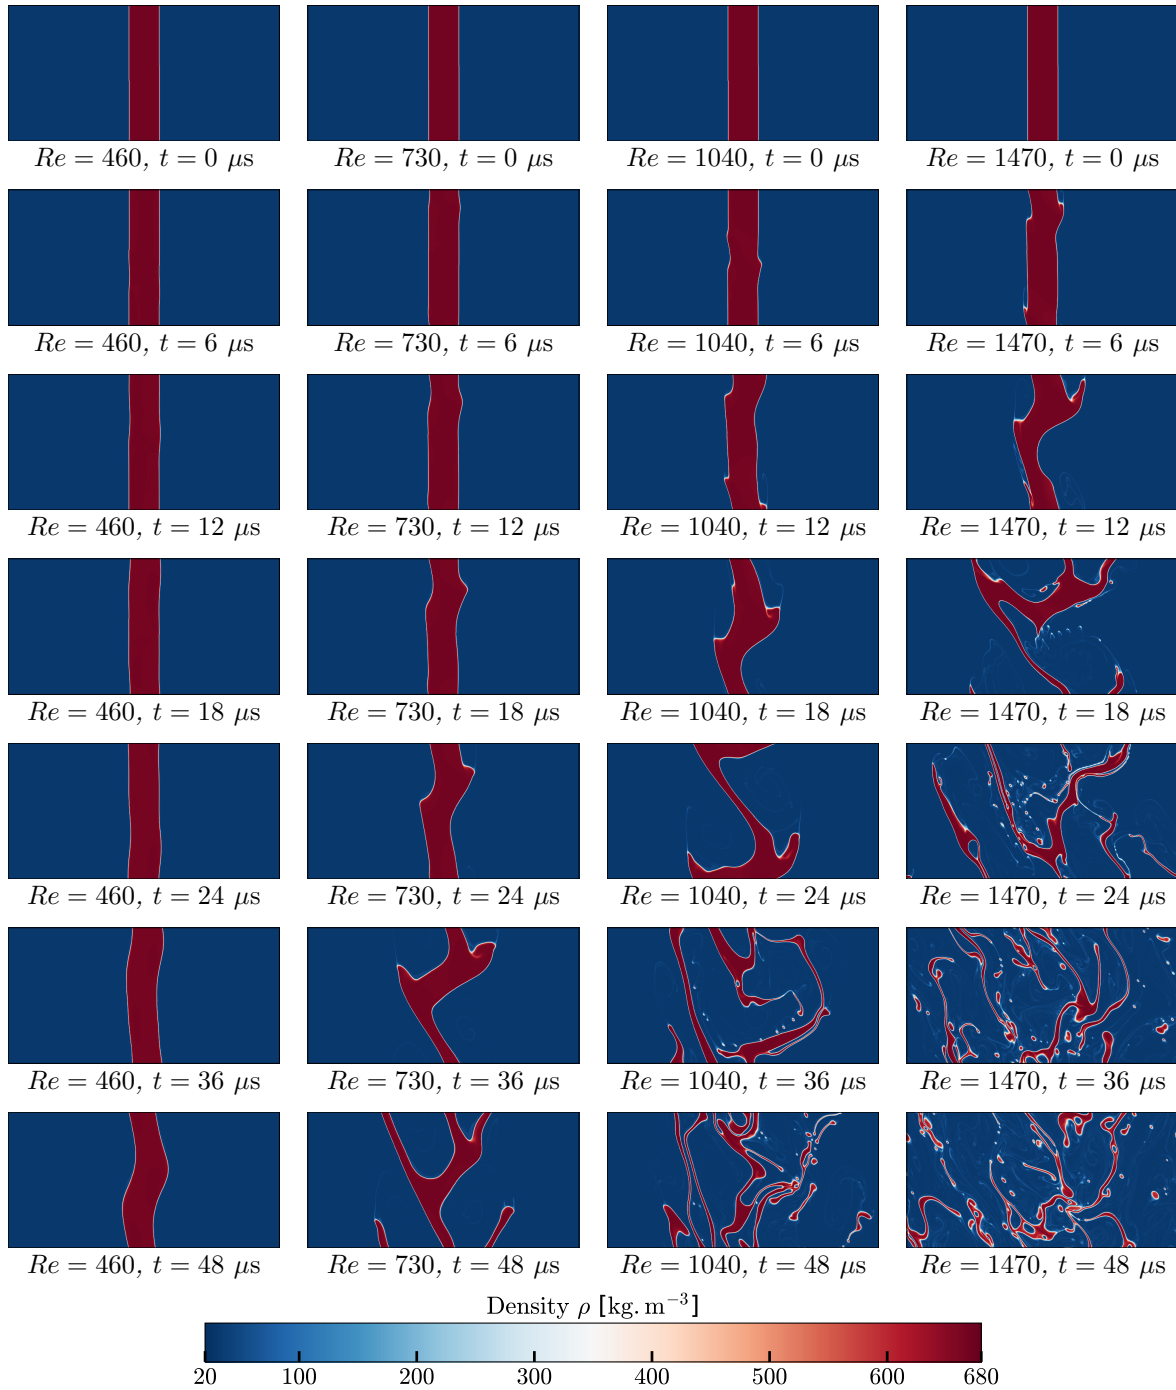 Re = 460, t = 0 μs Re = 730, t = 0 μs Re = 1040, t = 0 μs Re = 1470, t = 0 μs
Re = 460, t = 6 μs Re = 730, t = 6 μs Re = 1040, t = 6 μs Re = 1470, t = 6 μs
Re = 460, t = 12 μs Re = 730, t = 12 μs Re = 1040, t = 12 μs Re = 1470, t = 12 μs
Re = 460, t = 18 μs Re = 730, t = 18 μs Re = 1040, t = 18 μs Re = 1470, t = 18 μs
Re = 460, t = 24 μs Re = 730, t = 24 μs Re = 1040, t = 24 μs Re = 1470, t = 24 μs
Re = 460, t = 36 μs Re = 730, t = 36 μs Re = 1040, t = 36 μs Re = 1470, t = 36 μs
Re = 460, t = 48 μs Re = 730, t = 48 μs Re = 1040, t = 48 μs Re = 1470, t = 48 μs
Density ρ [kg.m⁻³]
20 100 200 300 400 500 600 680